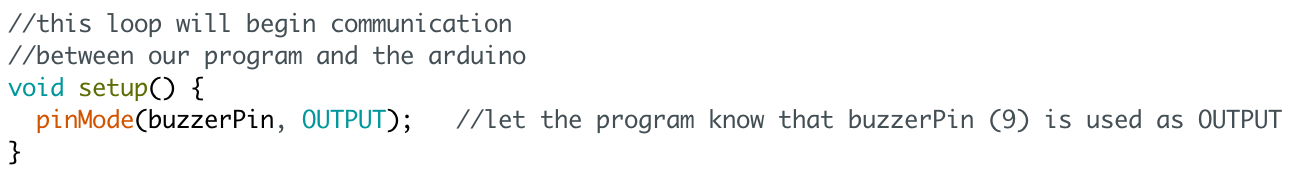 //this loop will begin communication
//between our program and the arduino
void setup() {
  pinMode(buzzerPin, OUTPUT);   //let the program know that buzzerPin (9) is used as OUTPUT
}